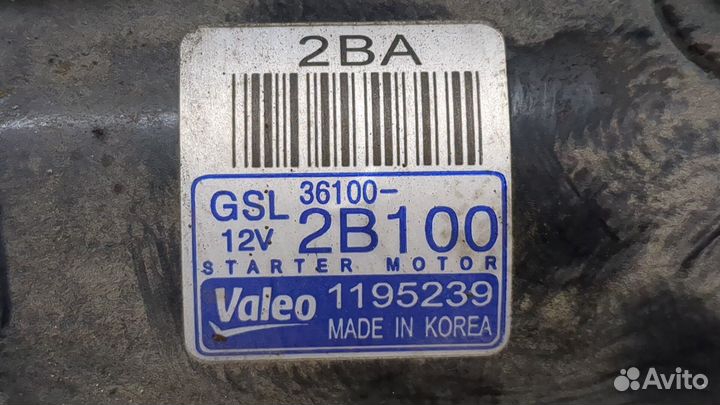 2BA
GSL 36100-
12V 2B100
STARTER MOTOR
Valeo 1195239
MADE IN KOREA
Avito